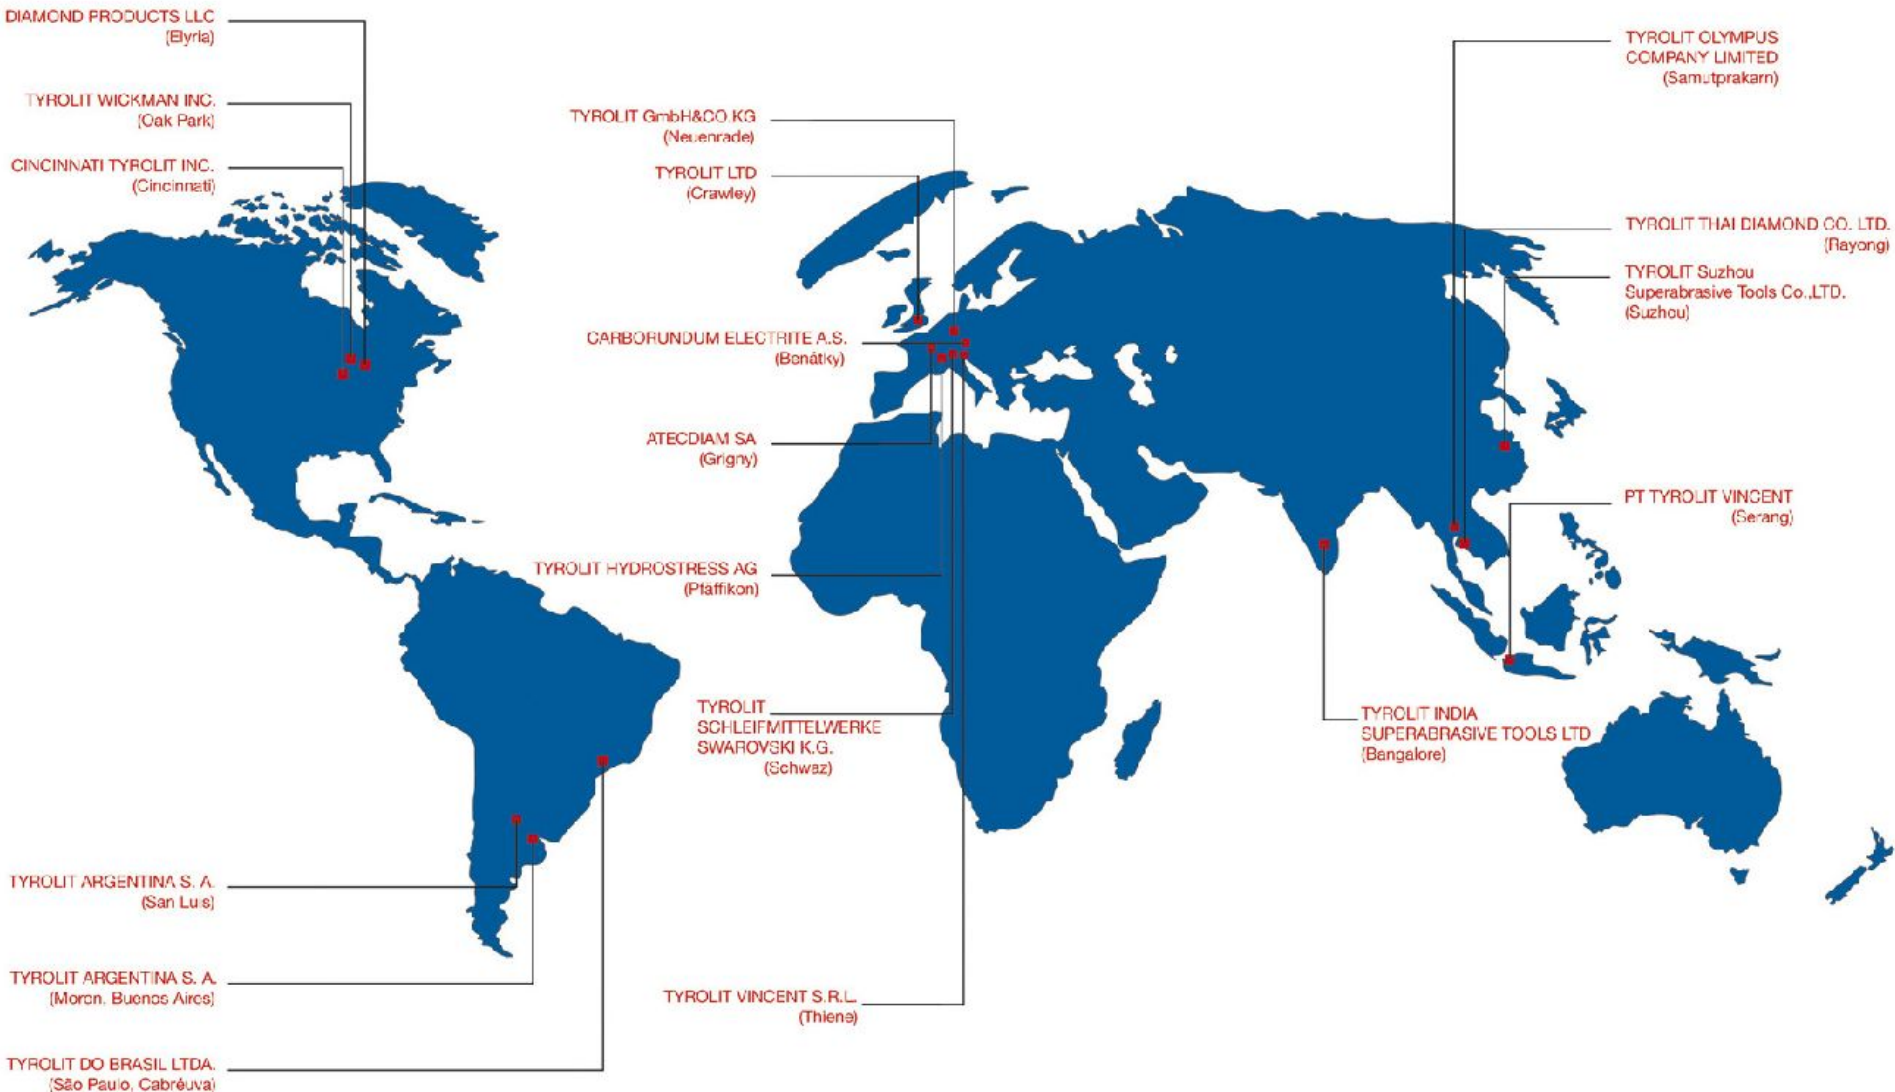 DIAMOND PRODUCTS LLC
(Elyria)
TYROLIT WICKMAN INC.
(Oak Park)
CINCINNATI TYROLIT INC.
(Cincinnati)
TYROLIT GmbH&CO.KG
(Neuenrade)
TYROLIT LTD
(Crawley)
CARBORUNDUM ELECTRITE A.S.
(Benátky)
ATECDIAM SA
(Grigny)
TYROLIT HYDROSTRESS AG
(Pfäffikon)
TYROLIT
SCHLEIFMITTELWERKE
SWAROVSKI K.G.
(Schwaz)
TYROLIT VINCENT S.R.L.
(Thiene)
TYROLIT ARGENTINA S. A.
(San Luis)
TYROLIT ARGENTINA S. A.
(Moron, Buenos Aires)
TYROLIT DO BRASIL LTDA.
(São Paulo, Cabréuva)
TYROLIT OLYMPUS
COMPANY LIMITED
(Samutprakarn)
TYROLIT THAI DIAMOND CO. LTD.
(Rayong)
TYROLIT Suzhou
Superabrasive Tools Co.,LTD.
(Suzhou)
PT TYROLIT VINCENT
(Serang)
TYROLIT INDIA
SUPERABRASIVE TOOLS LTD
(Bangalore)